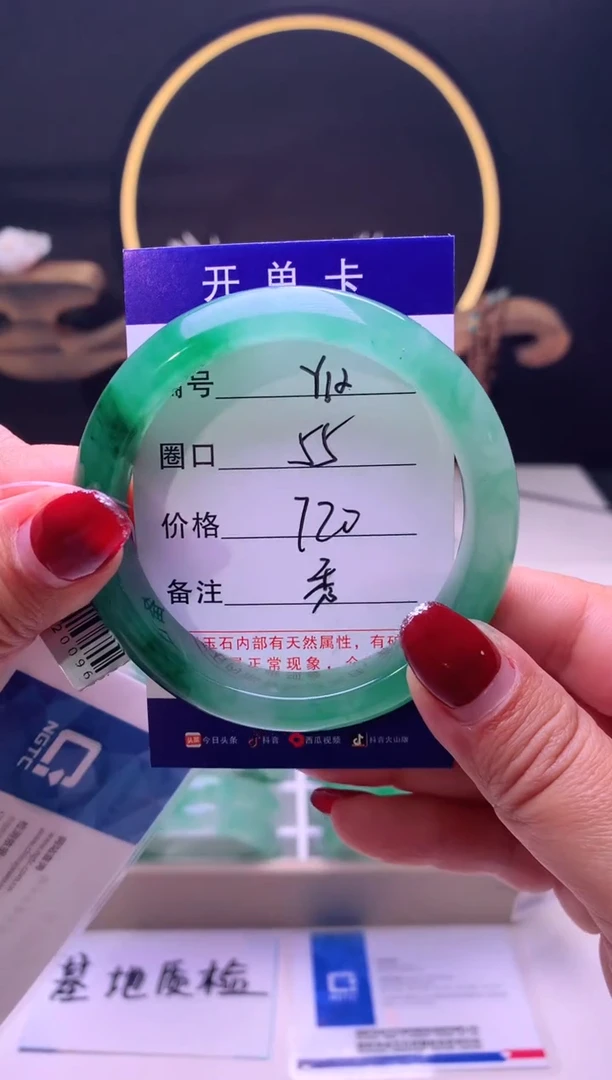 开单卡
号 Y12
圈口 55
价格 720
备注 秀
玉石内部有天然属性，有
正常现象，
今日头条 抖音 西瓜视频 抖音火山版
20096
NGTC
基地质检
NGTC